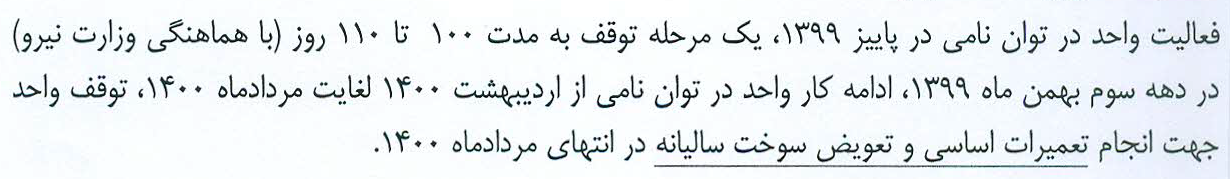 فعالیت واحد در توان نامی در پاییز ۱۳۹۹، یک مرحله توقف به مدت ۱۰۰ تا ۱۱۰ روز (با هماهنگی وزارت نیرو)
در دهه سوم بهمن ماه ۱۳۹۹، ادامه کار واحد در توان نامی از اردیبهشت ۱۴۰۰ لغایت مردادماه ۱۴۰۰، توقف واحد
جهت انجام تعمیرات اساسی و تعویض سوخت سالیانه در انتهای مردادماه ۱۴۰۰.